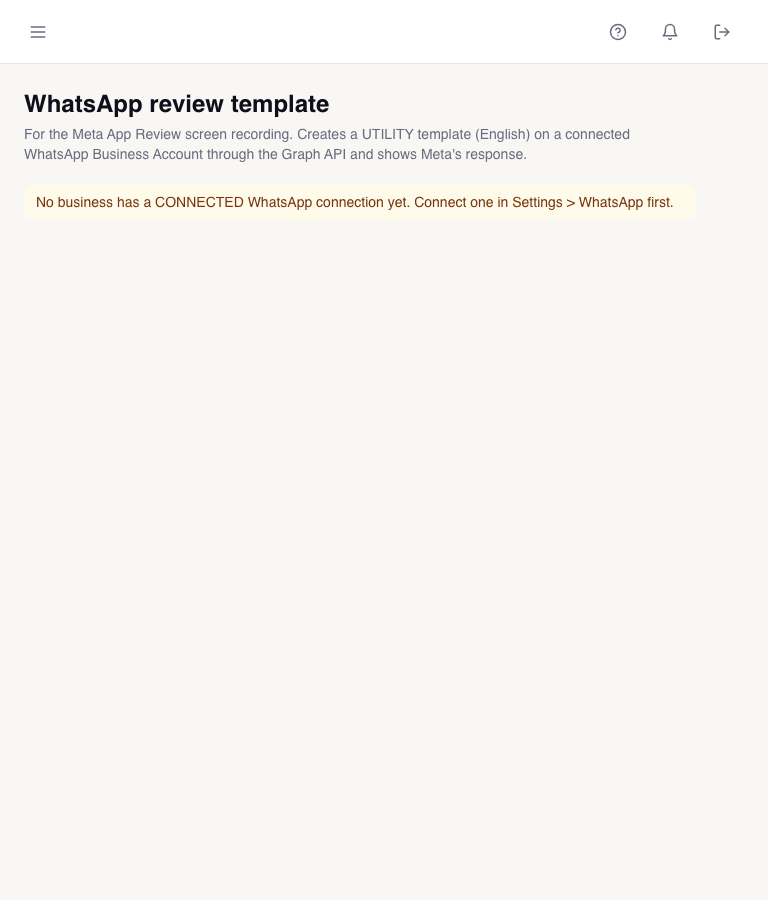 WhatsApp review template
For the Meta App Review screen recording. Creates a UTILITY template (English) on a connected
WhatsApp Business Account through the Graph API and shows Meta's response.
No business has a CONNECTED WhatsApp connection yet. Connect one in Settings > WhatsApp first.